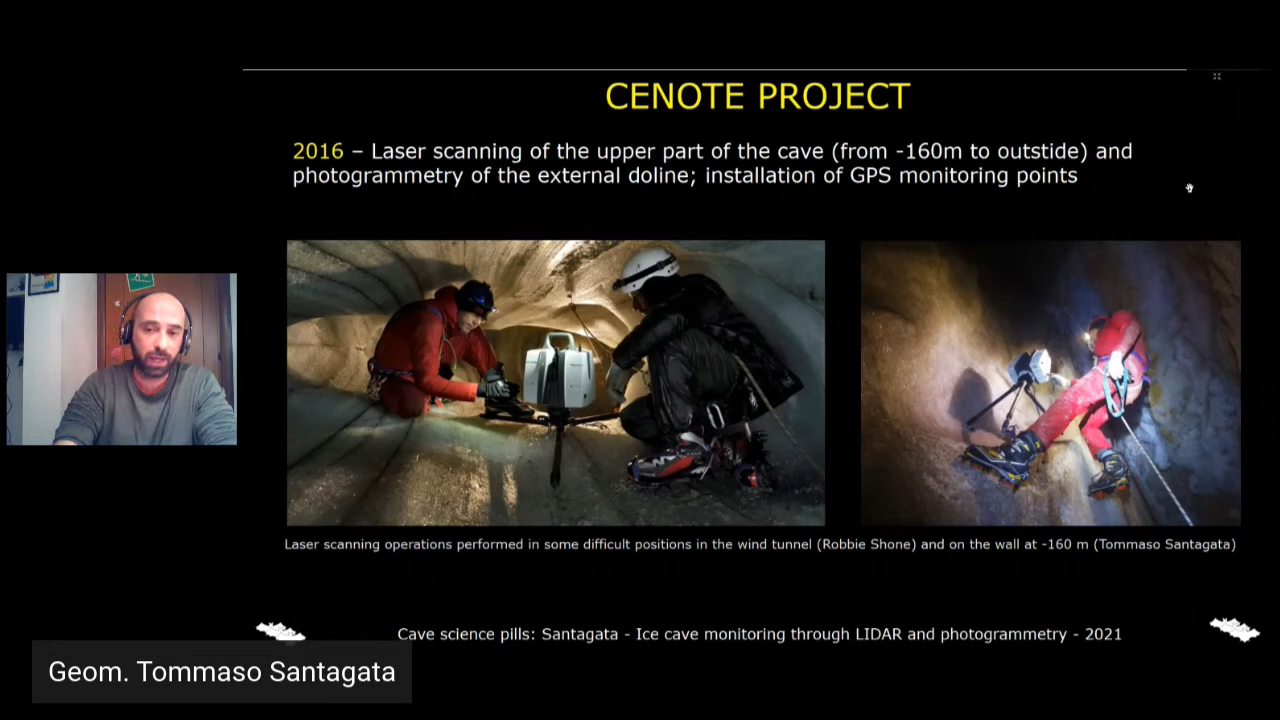 CENOTE PROJECT
2016 – Laser scanning of the upper part of the cave (from -160m to outstide) and
photogrammetry of the external doline; installation of GPS monitoring points
Laser scanning operations performed in some difficult positions in the wind tunnel (Robbie Shone) and on the wall at -160 m (Tommaso Santagata)
Cave science pills: Santagata - Ice cave monitoring through LIDAR and photogrammetry - 2021
Geom. Tommaso Santagata